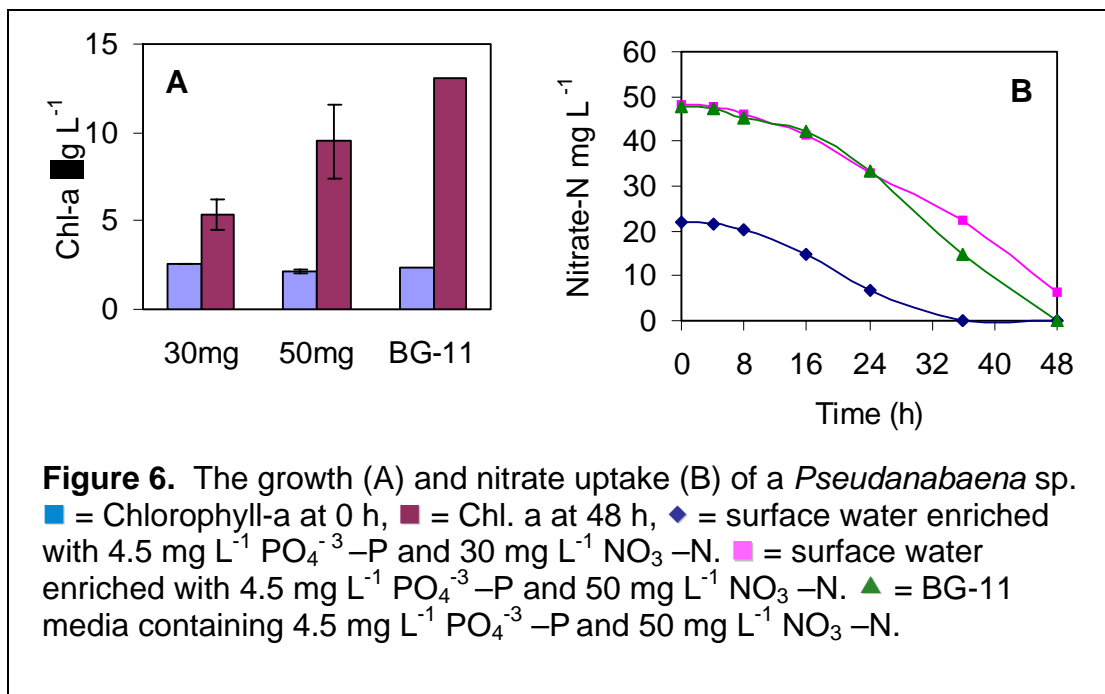 15
10
5
0
A
Chl-a g L-1
30mg 50mg BG-11
60
50
40
30
20
10
0
B
Nitrate-N mg L-1
0 8 16 24 32 40 48
Time (h)
Figure 6. The growth (A) and nitrate uptake (B) of a Pseudanabaena sp.
= Chlorophyll-a at 0 h, = Chl. a at 48 h, = surface water enriched
with 4.5 mg L-1 PO4- 3 –P and 30 mg L-1 NO3 –N. = surface water
enriched with 4.5 mg L-1 PO4-3 –P and 50 mg L-1 NO3 –N. = BG-11
media containing 4.5 mg L-1 PO4-3 –P and 50 mg L-1 NO3 –N.